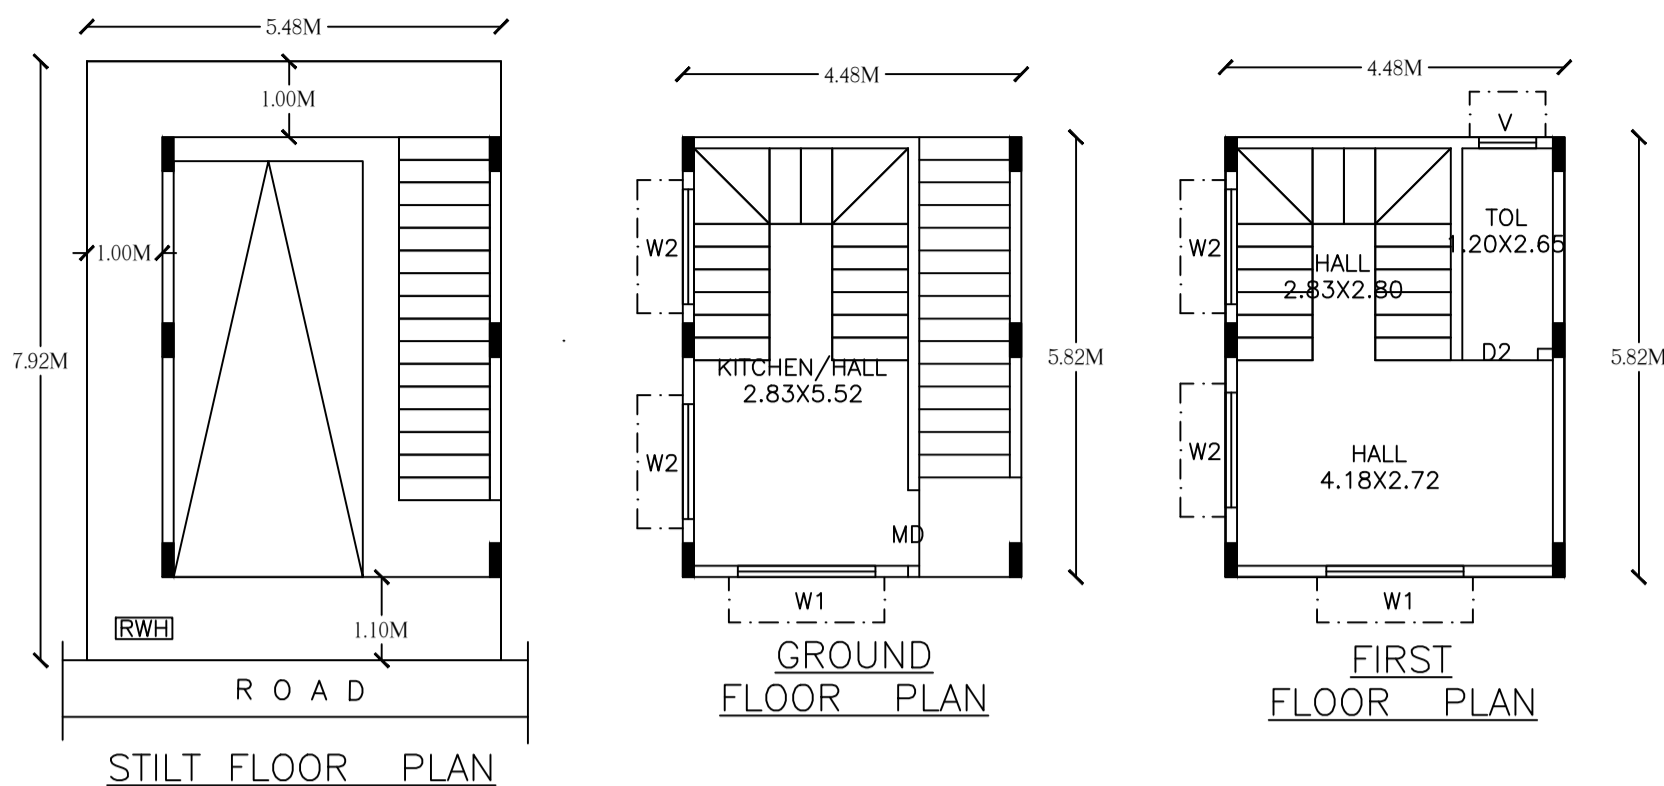 5.48M
1.00M
1.00M
7.92M
RWH
1.10M
ROAD
STILT FLOOR PLAN
4.48M
W2
KITCHEN/HALL
2.83X5.52
5.82M
W2
MD
W1
GROUND
FLOOR PLAN
4.48M
V
TOL
1.20X2.65
W2
HALL
2.83X2.80
D2
5.82M
W2
HALL
4.18X2.72
W1
FIRST
FLOOR PLAN